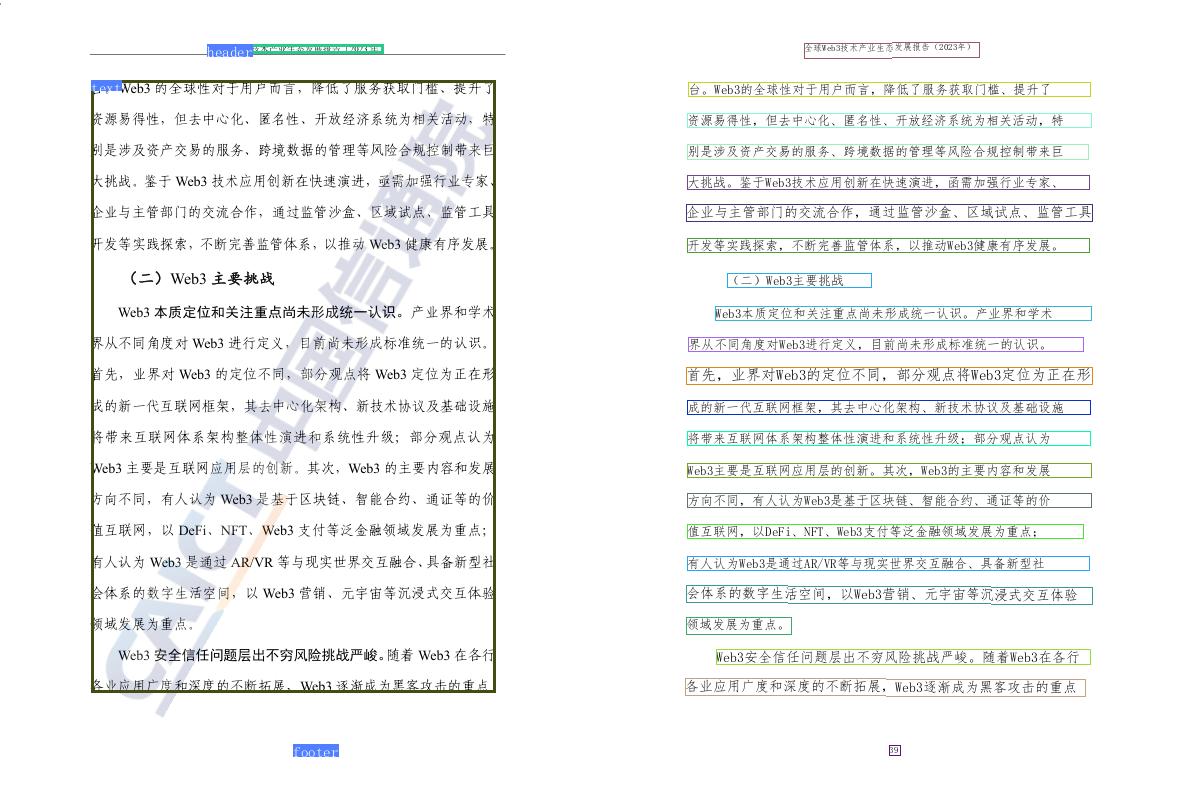 header
text
Web3 的全球性对于用户而言，降低了服务获取门槛、提升了
资源易得性，但去中心化、匿名性、开放经济系统为相关活动，特
别是涉及资产交易的服务、跨境数据的管理等风险合规控制带来巨
大挑战。鉴于 Web3 技术应用创新在快速演进，亟需加强行业专家、
企业与主管部门的交流合作，通过监管沙盒、区域试点、监管工具
开发等实践探索，不断完善监管体系，以推动 Web3 健康有序发展。
（二）Web3 主要挑战
Web3 本质定位和关注重点尚未形成统一认识。产业界和学术
界从不同角度对 Web3 进行定义，目前尚未形成标准统一的认识。
首先，业界对 Web3 的定位不同，部分观点将 Web3 定位为正在形
成的新一代互联网框架，其去中心化架构、新技术协议及基础设施
将带来互联网体系架构整体性演进和系统性升级；部分观点认为
Web3 主要是互联网应用层的创新。其次，Web3 的主要内容和发展
方向不同，有人认为 Web3 是基于区块链、智能合约、通证等的价
值互联网，以 DeFi、NFT、Web3 支付等泛金融领域发展为重点；
有人认为 Web3 是通过 AR/VR 等与现实世界交互融合、具备新型社
会体系的数字生活空间，以 Web3 营销、元宇宙等沉浸式交互体验
领域发展为重点。
Web3 安全信任问题层出不穷风险挑战严峻。随着 Web3 在各行
各业应用广度和深度的不断拓展，Web3 逐渐成为黑客攻击的重点
CAICT 中国信通院
footer
全球Web3技术产业生态发展报告（2023年）
台。Web3的全球性对于用户而言，降低了服务获取门槛、提升了
资源易得性，但去中心化、匿名性、开放经济系统为相关活动，特
别是涉及资产交易的服务、跨境数据的管理等风险合规控制带来巨
大挑战。鉴于Web3技术应用创新在快速演进，函需加强行业专家、
企业与主管部门的交流合作，通过监管沙盒、区域试点、监管工具
开发等实践探索，不断完善监管体系，以推动Web3健康有序发展。
（二）Web3主要挑战
Web3本质定位和关注重点尚未形成统一认识。产业界和学术
界从不同角度对Web3进行定义，目前尚未形成标准统一的认识。
首先，业界对Web3的定位不同，部分观点将Web3定位为正在形
成的新一代互联网框架，其去中心化架构、新技术协议及基础设施
将带来互联网体系架构整体性演进和系统性升级；部分观点认为
Web3主要是互联网应用层的创新。其次，Web3的主要内容和发展
方向不同，有人认为Web3是基于区块链、智能合约、通证等的价
值互联网，以DeFi、NFT、Web3支付等泛金融领域发展为重点；
有人认为Web3是通过AR/VR等与现实世界交互融合、具备新型社
会体系的数字生活空间，以Web3营销、元宇宙等沉浸式交互体验
领域发展为重点。
Web3安全信任问题层出不穷风险挑战严峻。随着Web3在各行
各业应用广度和深度的不断拓展，Web3逐渐成为黑客攻击的重点
39